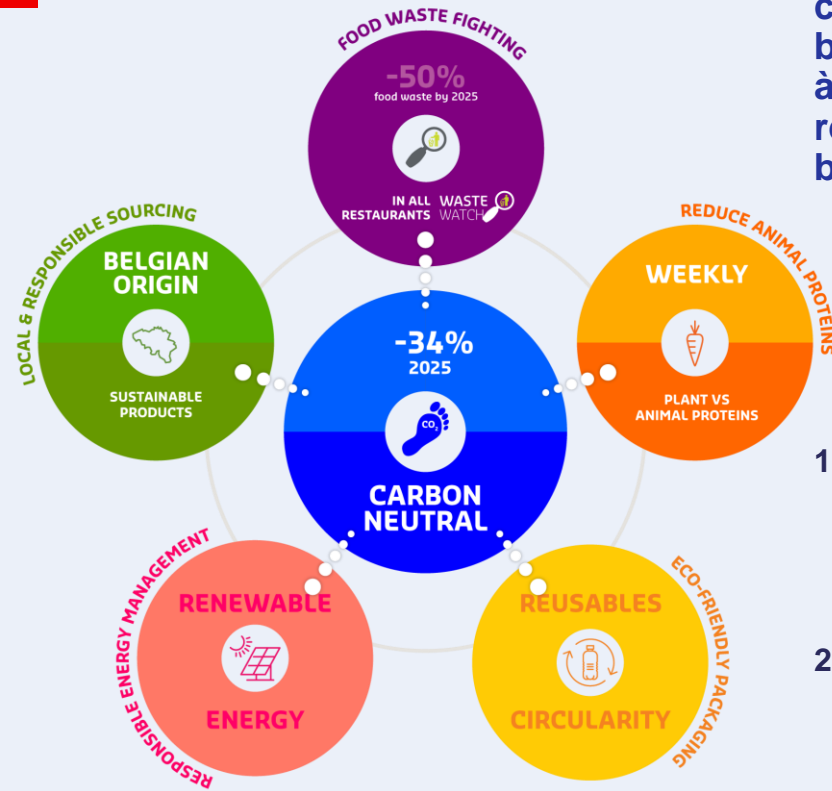 FOOD WASTE FIGHTING
-50%
food waste by 2025
IN ALL
RESTAURANTS
WASTE
WATCH
LOCAL & RESPONSIBLE SOURCING
BELGIAN
ORIGIN
SUSTAINABLE
PRODUCTS
REDUCE ANIMAL PROTEINS
WEEKLY
PLANT VS
ANIMAL PROTEINS
-34%
2025
CO₂
CARBON
NEUTRAL
RESPONSIBLE ENERGY MANAGEMENT
RENEWABLE
ENERGY
ECO-FRIENDLY PACKAGING
REUSABLES
CIRCULARITY
à
1
2